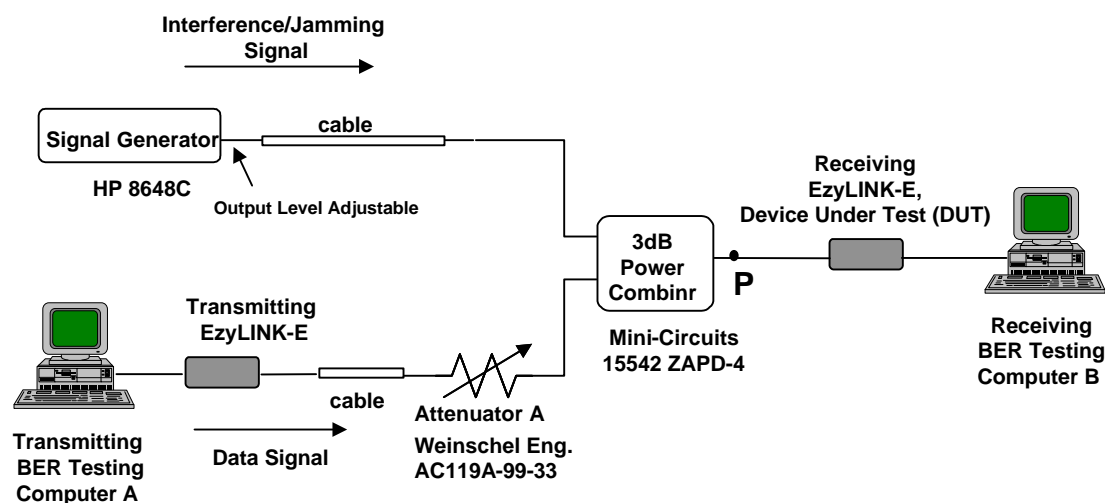 Interference/Jamming
Signal
Signal Generator
cable
HP 8648C
Output Level Adjustable
3dB
Power
Combinr
Mini-Circuits
15542 ZAPD-4
P
Receiving
EzyLINK-E,
Device Under Test (DUT)
Receiving
BER Testing
Computer B
Transmitting
EzyLINK-E
cable
Attenuator A
Weinschel Eng.
AC119A-99-33
Data Signal
Transmitting
BER Testing
Computer A